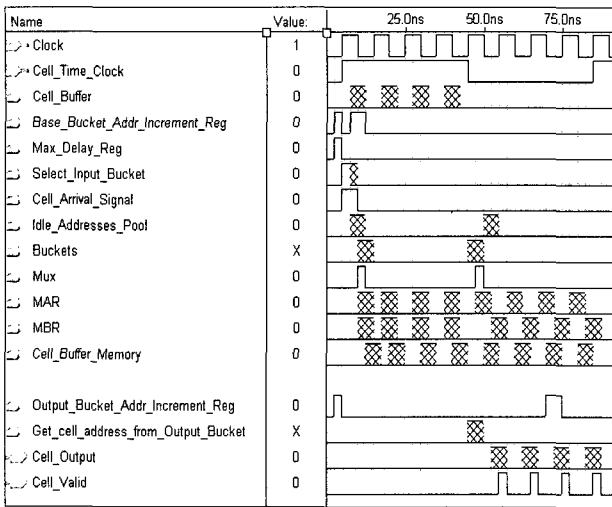 Name Value: 25.0ns 50.0ns 75.0ns
Clock 1
Cell_Time_Clock 0
Cell_Buffer 0
Base_Bucket_Addr_Increment_Reg 0
Max_Delay_Reg 0
Select_Input_Bucket 0
Cell_Arrival_Signal 0
Idle_Addresses_Pool 0
Buckets X
Mux 0
MAR 0
MBR 0
Cell_Buffer_Memory 0
Output_Bucket_Addr_Increment_Reg 0
Get_cell_address_from_Output_Bucket X
Cell_Output 0
Cell_Valid 0